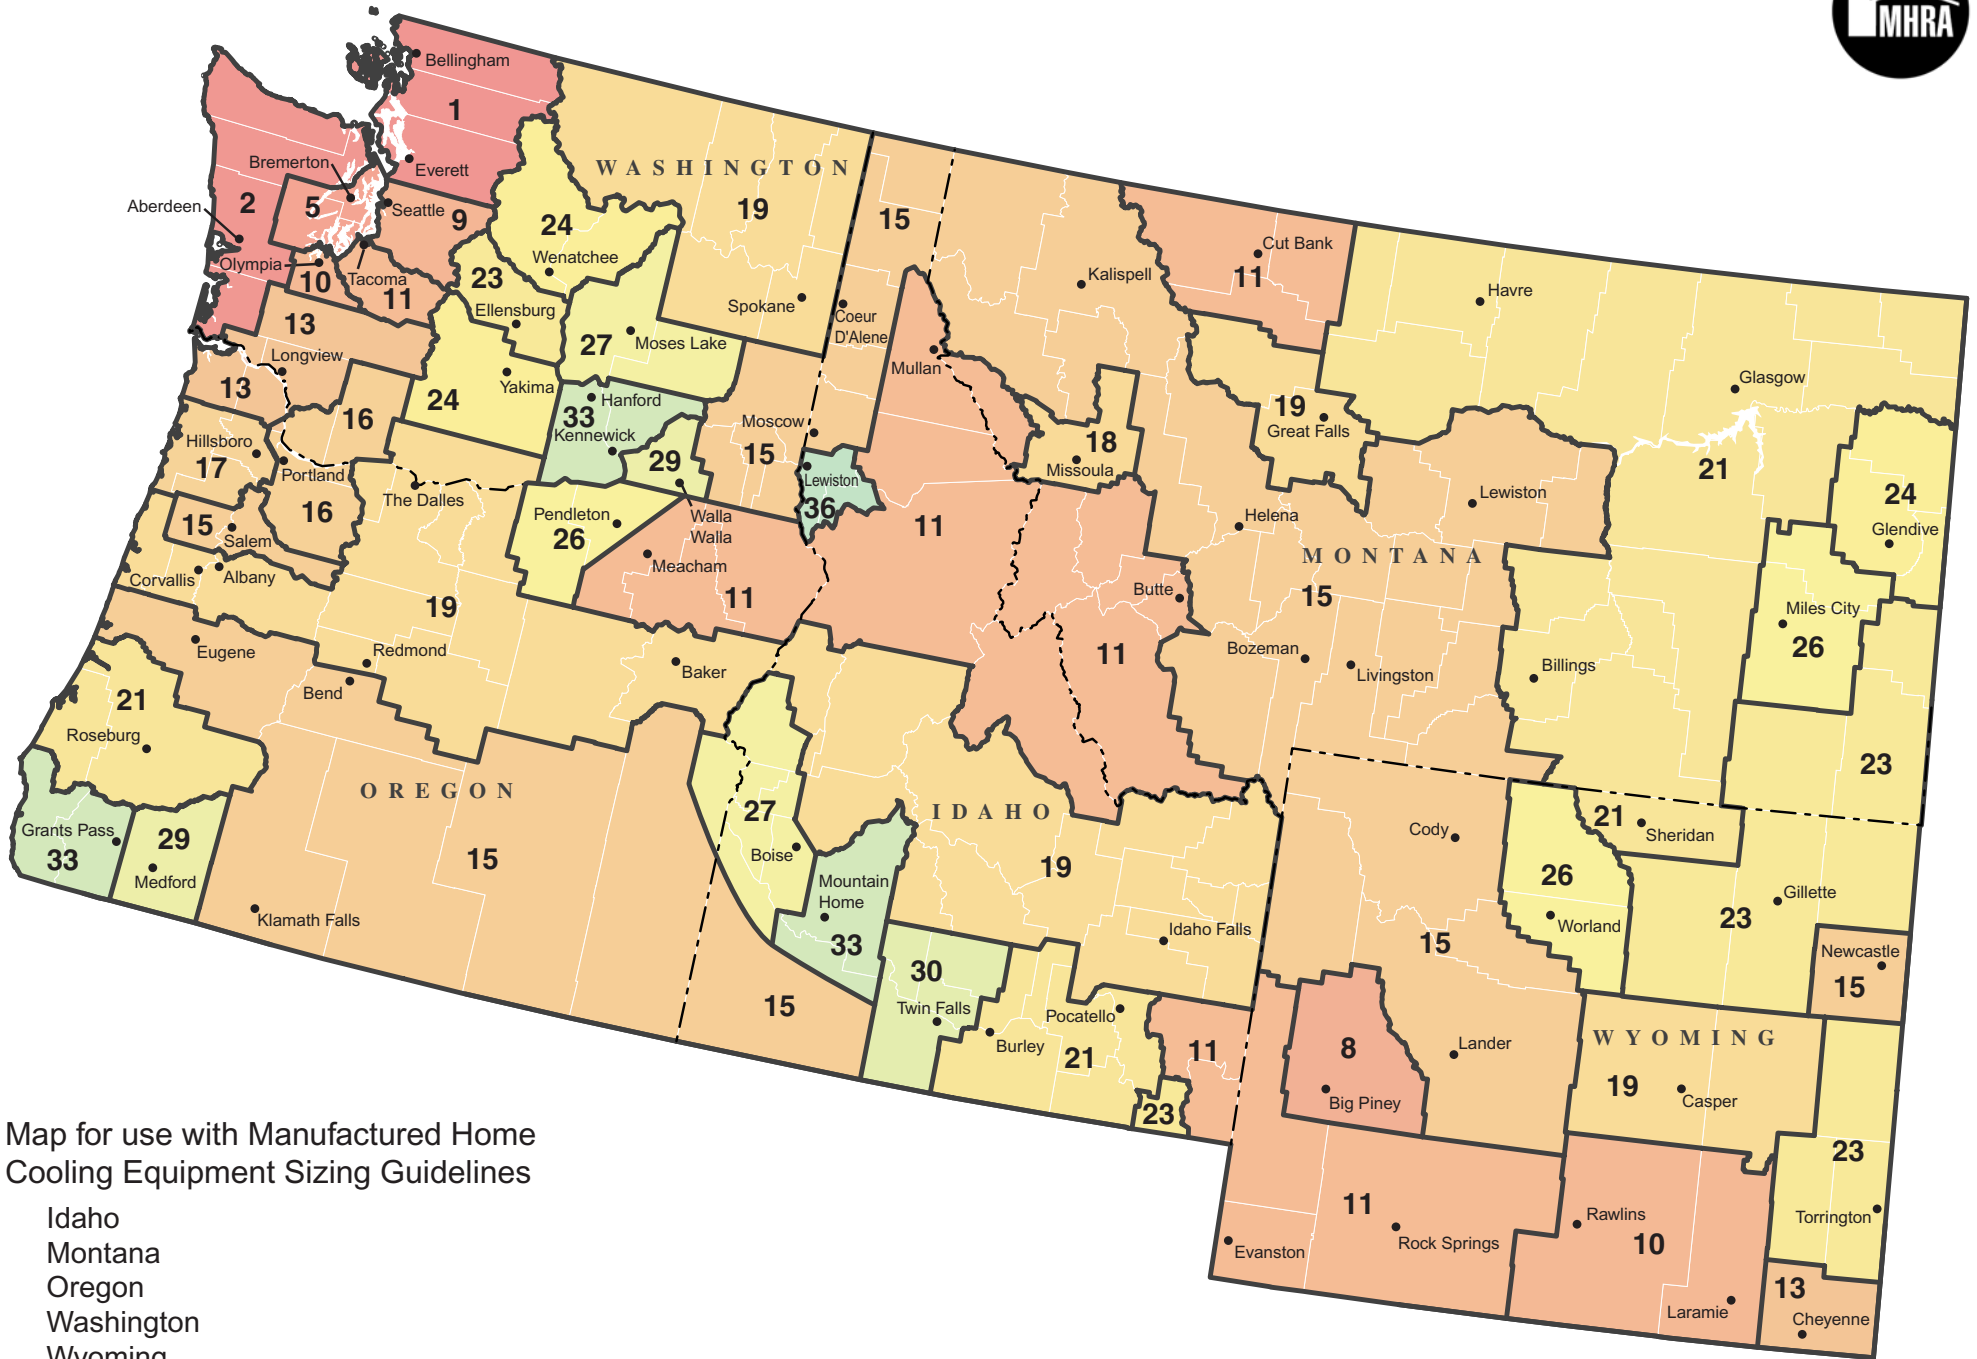 MHRA
Bellingham
1
Everett
WASHINGTON
Bremerton
Aberdeen
2
5
Seattle
9
24
19
15
Olympia
10
Tacoma
11
23
Wenatchee
Ellensburg
Spokane
Coeur
D'Alene
Kalispell
Cut Bank
11
Havre
13
Longview
27
Moses Lake
Mullan
Glasgow
13
16
24
Yakima
33
Hanford
Kennewick
29
Moscow
15
18
Missoula
19
Great Falls
Hillsboro
17
Portland
The Dalles
Lewiston
36
Lewiston
21
24
Glendive
15
Salem
16
Pendleton
26
Walla
Walla
11
Helena
MONTANA
Corvallis
Albany
Meacham
11
Butte
15
Miles City
26
19
Eugene
Redmond
Bend
Baker
11
Bozeman
Livingston
Billings
21
Roseburg
23
OREGON
IDAHO
27
Boise
Cody
21
Sheridan
Grants Pass
33
29
Medford
15
Mountain
Home
33
19
26
Worland
Gillette
23
Klamath Falls
Idaho Falls
15
Newcastle
15
30
Twin Falls
15
Burley
Pocatello
21
11
23
8
Big Piney
Lander
WYOMING
19
Casper
23
Torrington
11
Evanston
Rock Springs
Rawlins
10
Laramie
13
Cheyenne
Map for use with Manufactured Home
Cooling Equipment Sizing Guidelines
Idaho
Montana
Oregon
Washington
Wyoming